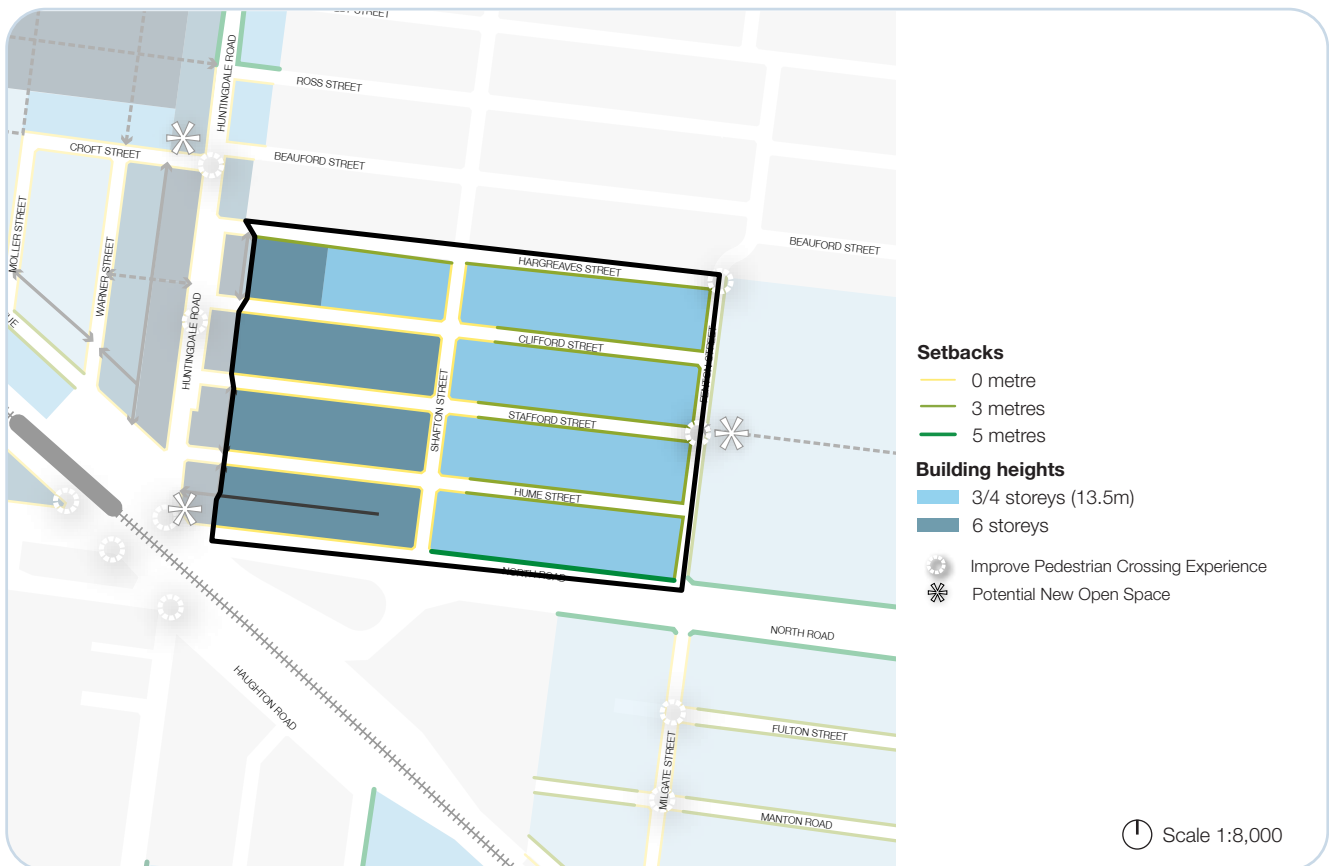 HUNTINGDALE ROAD
ROSS STREET
CROFT STREET
BEAUFORD STREET
MOLLER STREET
WARNER STREET
HUNTINGDALE ROAD
BEAUFORD STREET
HARGREAVES STREET
CLIFFORD STREET
SHAFTON STREET
STAFFORD STREET
HUME STREET
NORTH ROAD
NORTH ROAD
HAUGHTON ROAD
MILGATE STREET
FULTON STREET
MANTON ROAD
Setbacks
0 metre
3 metres
5 metres
Building heights
3/4 storeys (13.5m)
6 storeys
Improve Pedestrian Crossing Experience
Potential New Open Space
Scale 1:8,000